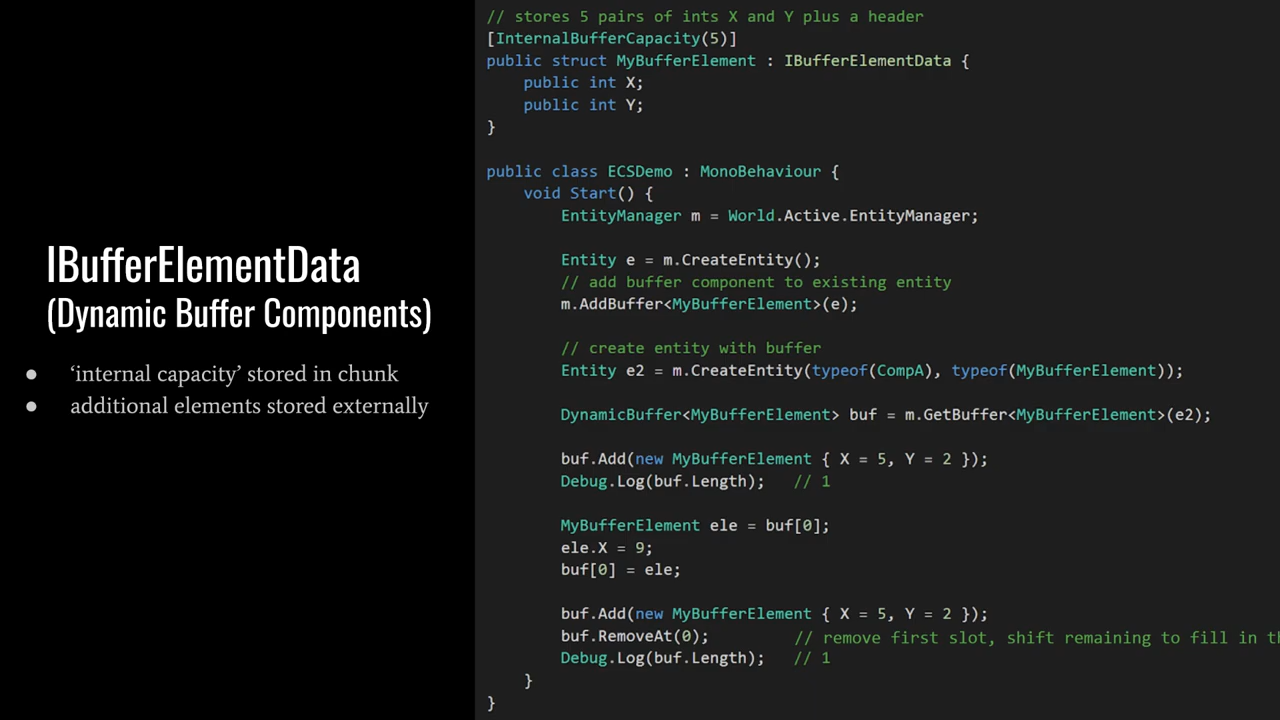 IBufferElementData
(Dynamic Buffer Components)
● ‘internal capacity’ stored in chunk
● additional elements stored externally
// stores 5 pairs of ints X and Y plus a header
[InternalBufferCapacity(5)]
public struct MyBufferElement : IBufferElementData {
    public int X;
    public int Y;
}

public class ECSDemo : MonoBehaviour {
    void Start() {
        EntityManager m = World.Active.EntityManager;

        Entity e = m.CreateEntity();
        // add buffer component to existing entity
        m.AddBuffer<MyBufferElement>(e);

        // create entity with buffer
        Entity e2 = m.CreateEntity(typeof(CompA), typeof(MyBufferElement));

        DynamicBuffer<MyBufferElement> buf = m.GetBuffer<MyBufferElement>(e2);

        buf.Add(new MyBufferElement { X = 5, Y = 2 });
        Debug.Log(buf.Length);   // 1

        MyBufferElement ele = buf[0];
        ele.X = 9;
        buf[0] = ele;

        buf.Add(new MyBufferElement { X = 5, Y = 2 });
        buf.RemoveAt(0);         // remove first slot, shift remaining to fill in
        Debug.Log(buf.Length);   // 1
    }
}